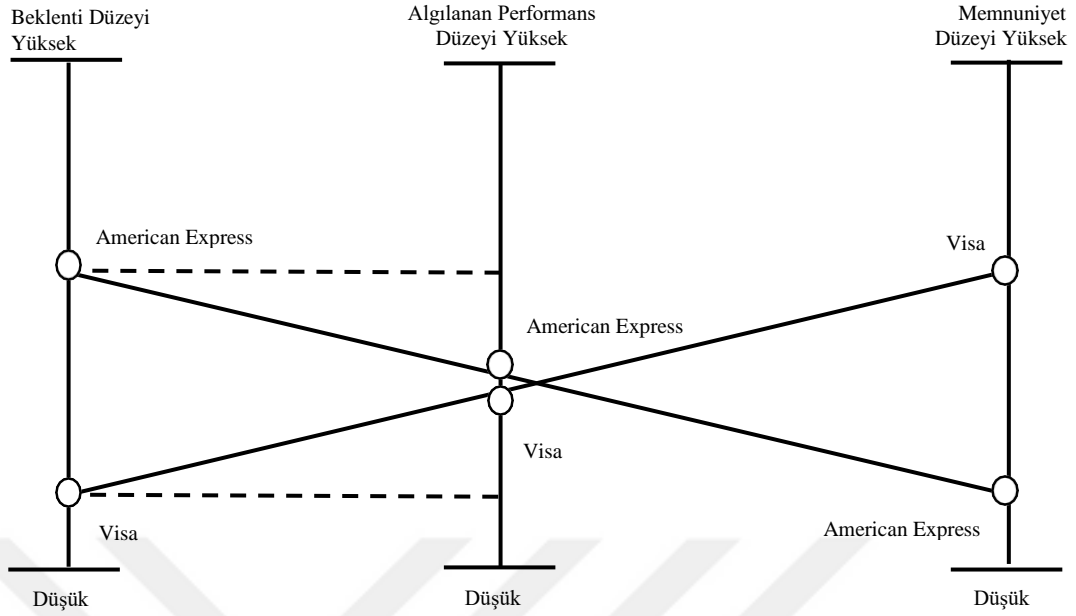 Beklenti Düzeyi
Yüksek
Algılanan Performans
Düzeyi Yüksek
Memnuniyet
Düzeyi Yüksek
American Express
Visa
American Express
Visa
Visa
American Express
Düşük
Düşük
Düşük